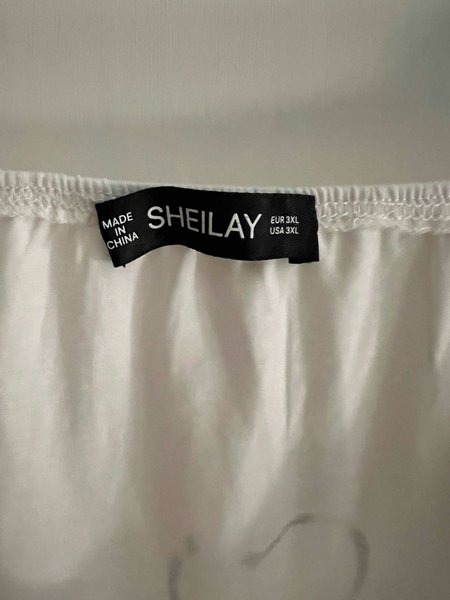 MADE
IN
CHINA
SHEILAY
EUR 3XL
USA 3XL